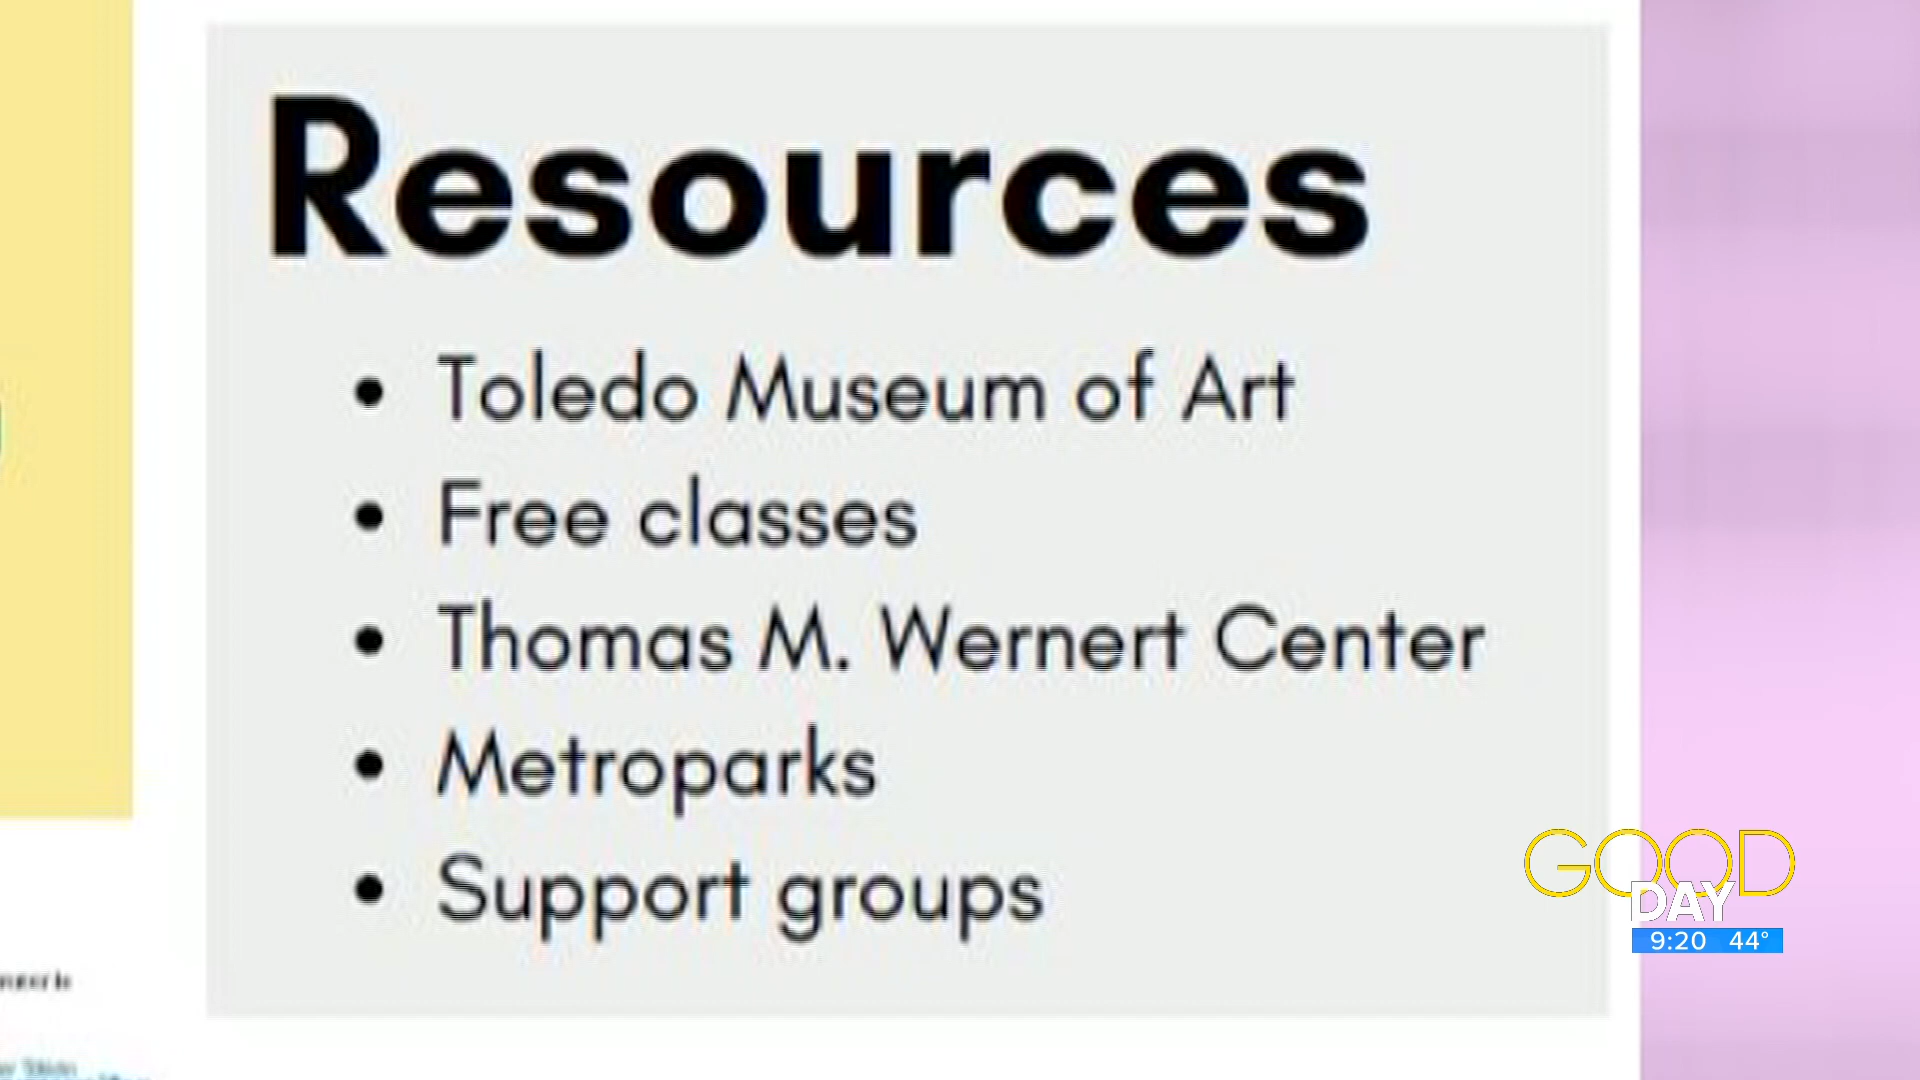 Resources
Toledo Museum of Art
Free classes
Thomas M. Wernert Center
Metroparks
Support groups
GOOD
DAY
9:20 44°